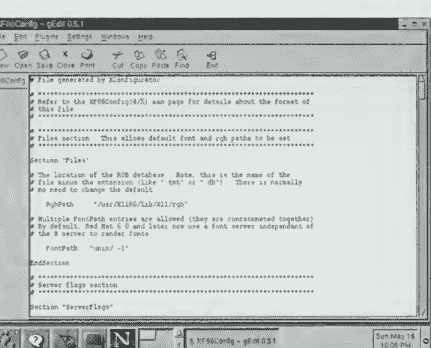 XF86Config - gEdit 0.5.1
File Edit Plugins Settings Windows Help
New Open Save Close Print Cut Copy Paste Find Exit
XF86Config
# File generated by XConfigurator
# **********************************************************************
# Refer to the XF86Config(4/5) man page for details about the format of
# this file
# **********************************************************************
# **********************************************************************
# Files section This allows default font and rgb paths to be set
# **********************************************************************
Section "Files"
# The location of the RGB database Note, this is the name of the
# file minus the extension (like " txt" or " db") There is normally
# no need to change the default
RgbPath "/usr/X11R6/lib/X11/rgb"
# Multiple FontPath entries are allowed (they are concatenated together)
# By default, Red Hat 6 0 and later now use a font server independent of
# the X server to render fonts
FontPath "unix/ -1"
EndSection
# **********************************************************************
# Server flags section
# **********************************************************************
Section "ServerFlags"
N
XF86Config - gEdit 0.5.1
Sun May 16
10:06 PM